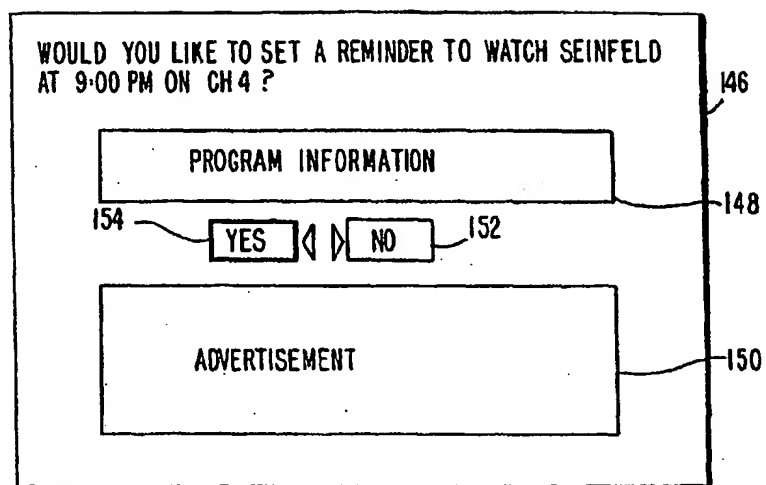 WOULD YOU LIKE TO SET A REMINDER TO WATCH SEINFELD
AT 9:00 PM ON CH 4 ?
146
PROGRAM INFORMATION
148
154
YES
NO
152
ADVERTISEMENT
150